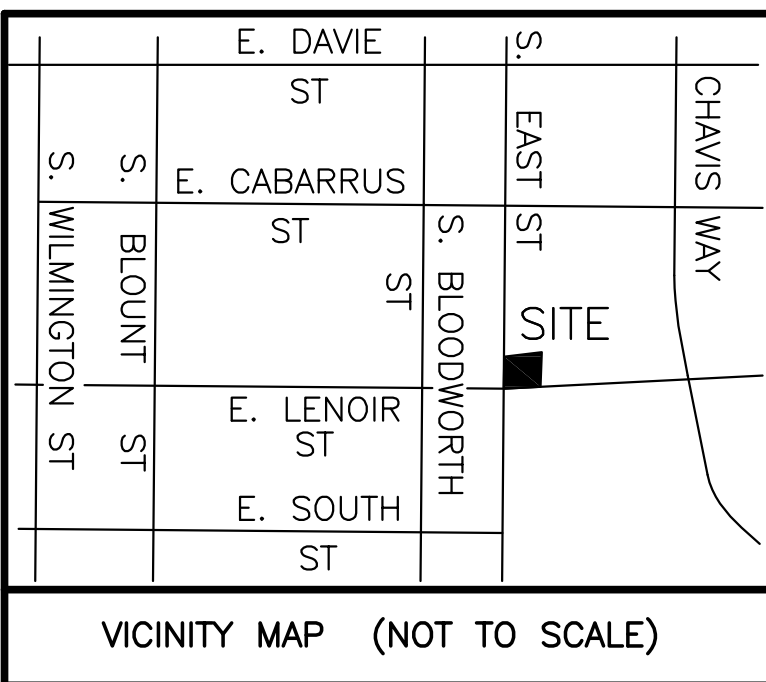 E. DAVIE
ST
E. CABARRUS
ST
S. WILMINGTON ST
S. BLOUNT ST
S. BLOODWORTH
ST
S. EAST ST
CHAVIS WAY
SITE
E. LENOIR
ST
E. SOUTH
ST
VICINITY MAP (NOT TO SCALE)